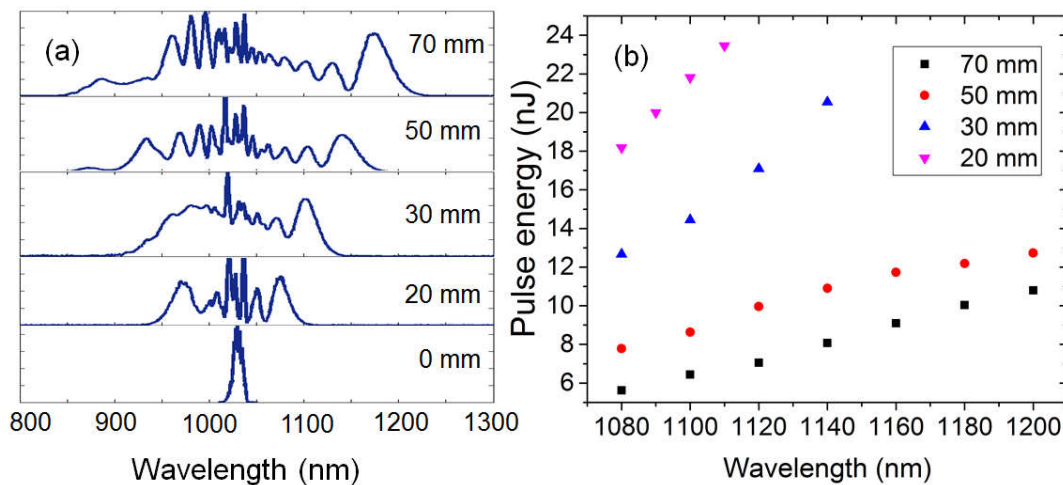 (a)
70 mm
50 mm
30 mm
20 mm
0 mm
800 900 1000 1100 1200 1300
Wavelength (nm)
(b)
70 mm
50 mm
30 mm
20 mm
24
22
20
18
16
14
12
10
8
6
Pulse energy (nJ)
1080 1100 1120 1140 1160 1180 1200
Wavelength (nm)